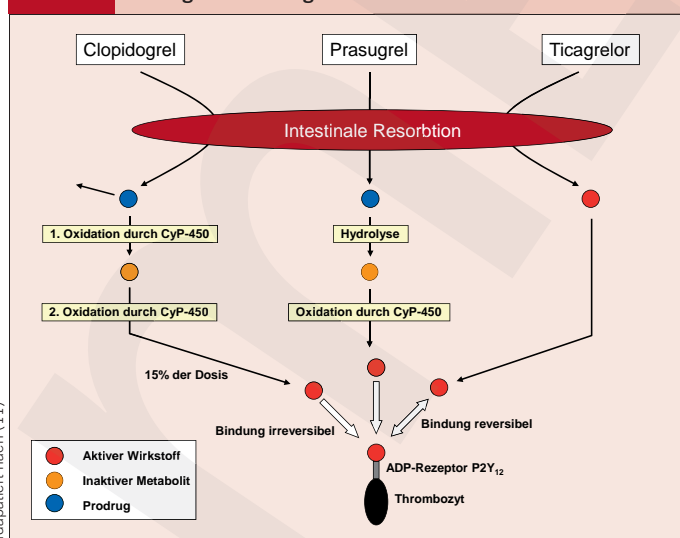 Clopidogrel
Prasugrel
Ticagrelor
Intestinale Resorbtion
1. Oxidation durch CyP-450
Hydrolyse
2. Oxidation durch CyP-450
Oxidation durch CyP-450
15% der Dosis
Bindung irreversibel
Bindung reversibel
ADP-Rezeptor P2Y12
Thrombozyt
Aktiver Wirkstoff
Inaktiver Metabolit
Prodrug